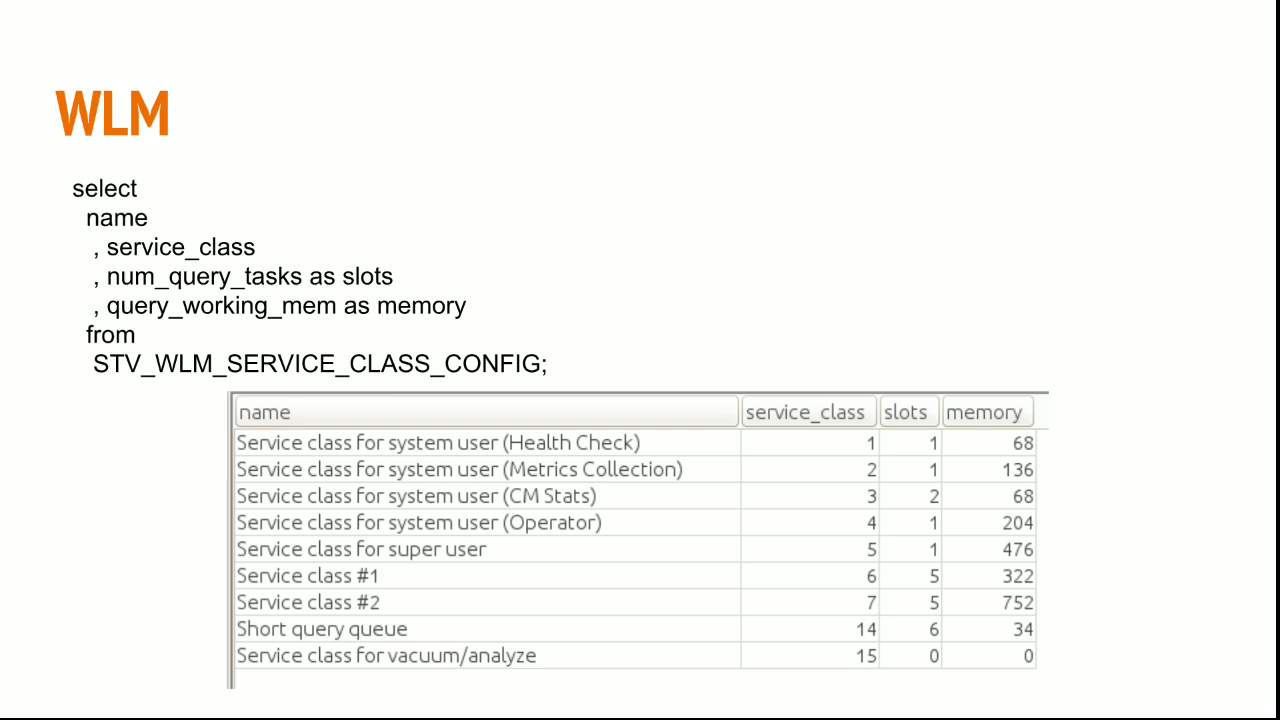 WLM
select
name
, service_class
, num_query_tasks as slots
, query_working_mem as memory
from
STV_WLM_SERVICE_CLASS_CONFIG;
name service_class slots memory
Service class for system user (Health Check) 1 1 68
Service class for system user (Metrics Collection) 2 1 136
Service class for system user (CM Stats) 3 2 68
Service class for system user (Operator) 4 1 204
Service class for super user 5 1 476
Service class #1 6 5 322
Service class #2 7 5 752
Short query queue 14 6 34
Service class for vacuum/analyze 15 0 0